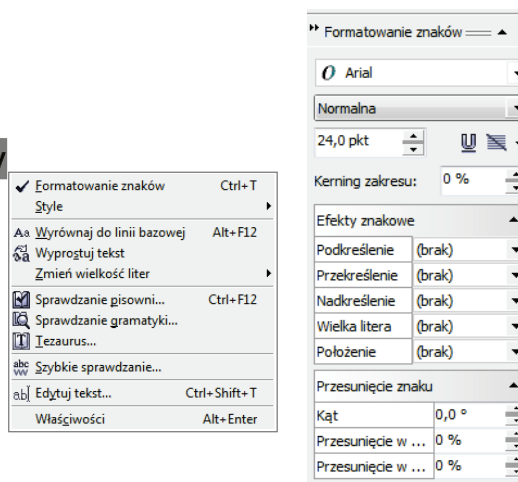 Formatowanie znaków Ctrl+T
Style
Aa Wyrównaj do linii bazowej Alt+F12
Wyprostuj tekst
Zmień wielkość liter
Sprawdzanie pisowni... Ctrl+F12
Sprawdzanie gramatyki...
Tezaurus...
abc Szybkie sprawdzanie...
ab Edytuj tekst... Ctrl+Shift+T
Właściwości Alt+Enter
Formatowanie znaków
O Arial
Normalna
24,0 pkt U
Kerning zakresu: 0 %
Efekty znakowe
Podkreślenie (brak)
Przekreślenie (brak)
Nadkreślenie (brak)
Wielka litera (brak)
Położenie (brak)
Przesunięcie znaku
Kąt 0,0 °
Przesunięcie w ... 0 %
Przesunięcie w ... 0 %